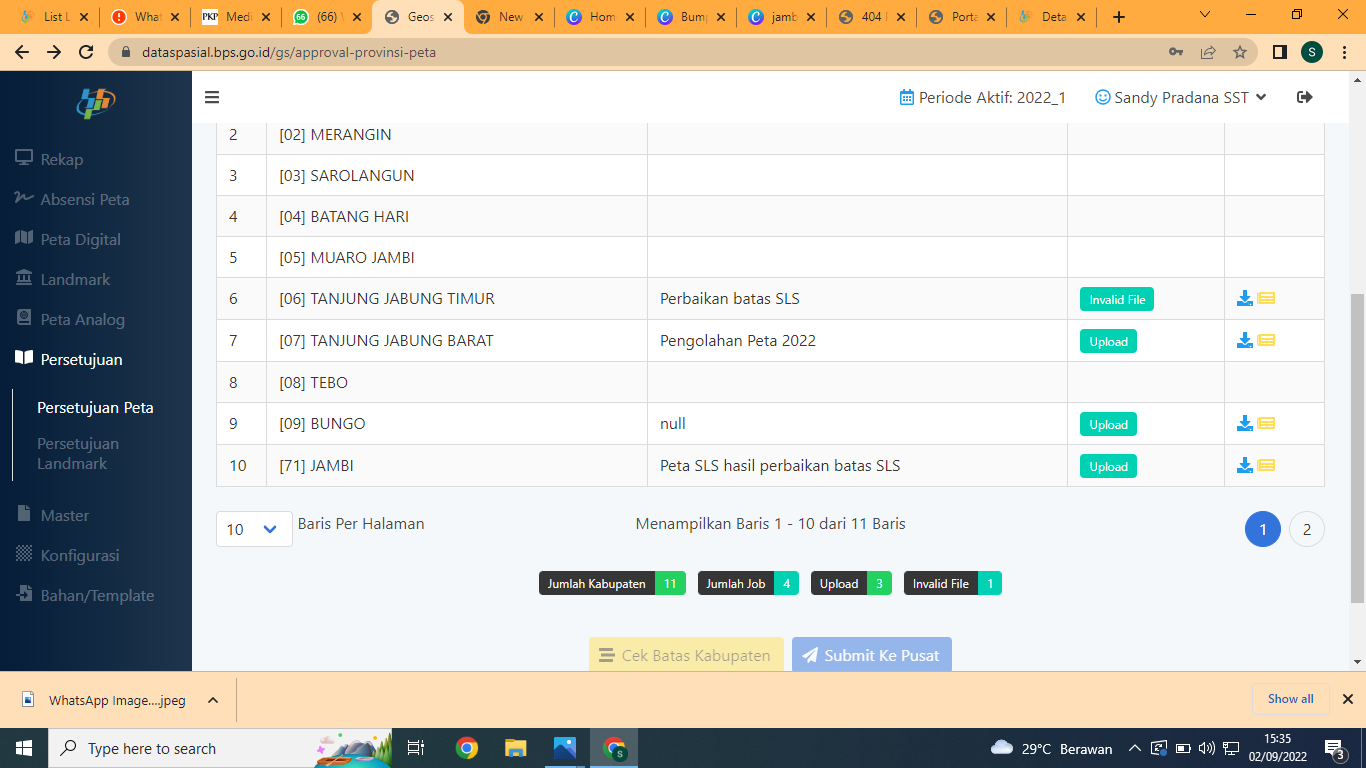 List L
What
PKP Medi
66 (66) W
Geos
New
Hom
Bump
jamb
404 F
Porta
Deta
dataspasial.bps.go.id/gs/approval-provinsi-peta
S
Periode Aktif: 2022_1
Sandy Pradana SST
Rekap
Absensi Peta
Peta Digital
Landmark
Peta Analog
Persetujuan
Persetujuan Peta
Persetujuan
Landmark
Master
Konfigurasi
Bahan/Template
2 [02] MERANGIN
3 [03] SAROLANGUN
4 [04] BATANG HARI
5 [05] MUARO JAMBI
6 [06] TANJUNG JABUNG TIMUR Perbaikan batas SLS Invalid File
7 [07] TANJUNG JABUNG BARAT Pengolahan Peta 2022 Upload
8 [08] TEBO
9 [09] BUNGO null Upload
10 [71] JAMBI Peta SLS hasil perbaikan batas SLS Upload
10 Baris Per Halaman Menampilkan Baris 1 - 10 dari 11 Baris 1 2
Jumlah Kabupaten 11 Jumlah Job 4 Upload 3 Invalid File 1
Cek Batas Kabupaten Submit Ke Pusat
WhatsApp Image....jpeg
Show all
Type here to search
29°C Berawan
15:35
02/09/2022
3